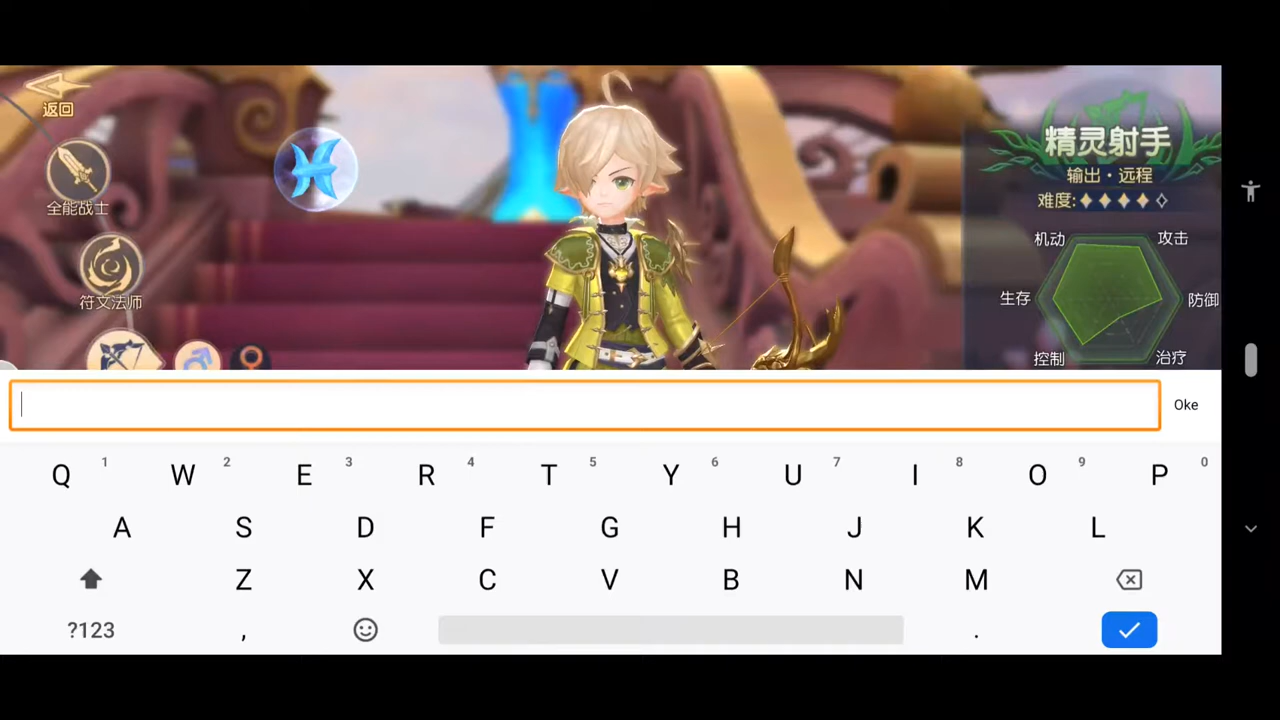 返回
全能战士
符文法师
精灵射手
输出·远程
难度:
机动
攻击
生存
防御
控制
治疗
Oke
Q 1 W 2 E 3 R 4 T 5 Y 6 U 7 I 8 O 9 P 0
A S D F G H J K L
Z X C V B N M
?123 , .